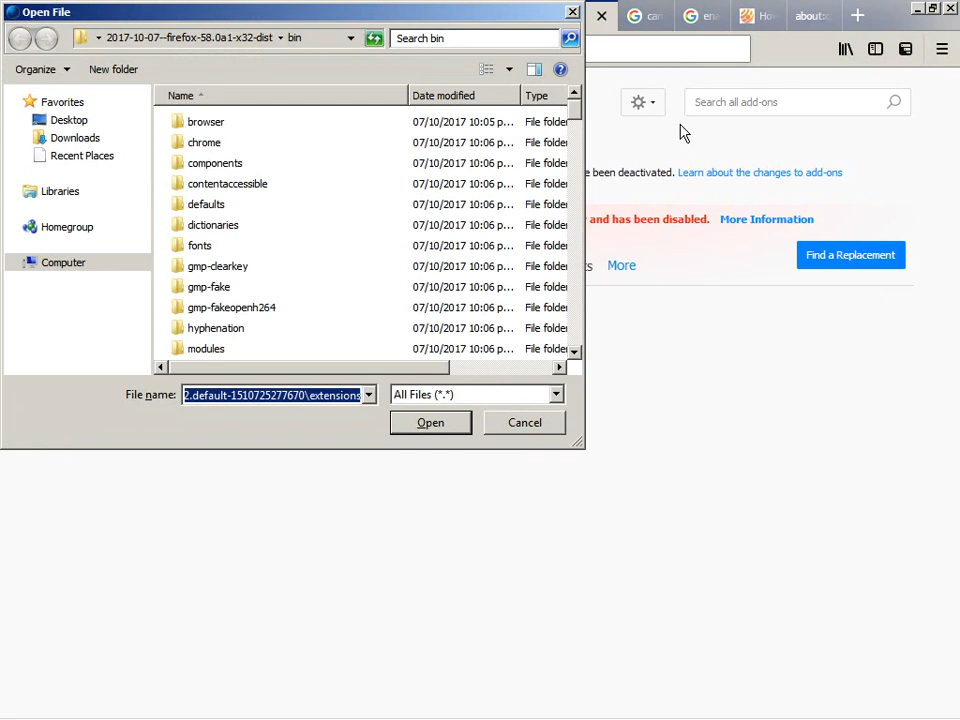 Open File
2017-10-07--firefox-58.0a1-x32-dist bin
Search bin
Organize
New folder
Name
Date modified
Type
Favorites
Desktop
Downloads
Recent Places
Libraries
Homegroup
Computer
browser 07/10/2017 10:05 p... File folder
chrome 07/10/2017 10:06 p... File folder
components 07/10/2017 10:06 p... File folder
contentaccessible 07/10/2017 10:06 p... File folder
defaults 07/10/2017 10:06 p... File folder
dictionaries 07/10/2017 10:06 p... File folder
fonts 07/10/2017 10:06 p... File folder
gmp-clearkey 07/10/2017 10:06 p... File folder
gmp-fake 07/10/2017 10:06 p... File folder
gmp-fakeopenh264 07/10/2017 10:06 p... File folder
hyphenation 07/10/2017 10:06 p... File folder
modules 07/10/2017 10:06 p... File folder
File name: 2.default-1510725277670\extensions
All Files (*.*)
Open
Cancel
can
ena
How
about:
Search all add-ons
e been deactivated. Learn about the changes to add-ons
and has been disabled. More Information
More
Find a Replacement